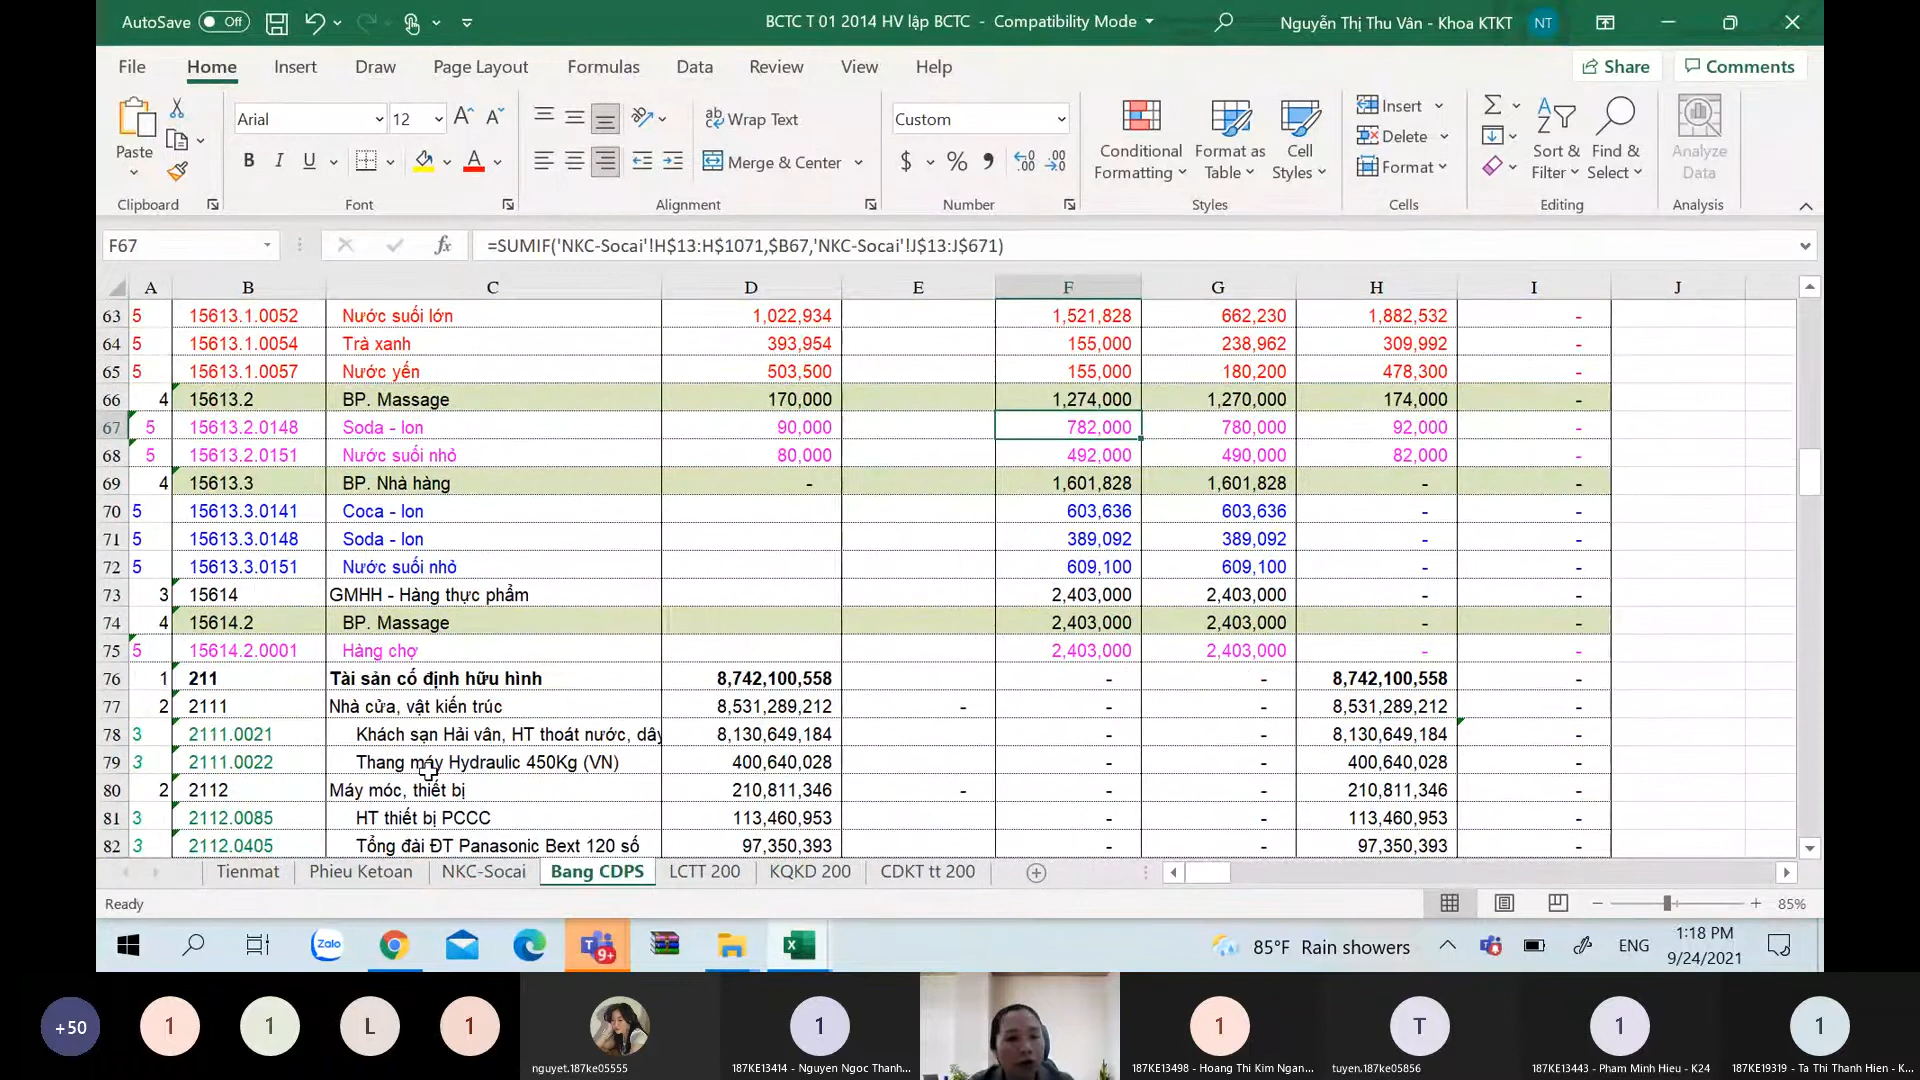 AutoSave Off BCTC T 01 2014 HV lập BCTC - Compatibility Mode Nguyễn Thị Thu Vân - Khoa KTKT NT
File Home Insert Draw Page Layout Formulas Data Review View Help Share Comments
Paste Arial 12 Wrap Text Custom Conditional Formatting Format as Table Cell Styles Insert Sort & Filter Find & Select Analyze Data
B I U Merge & Center $ % Delete
Format
Clipboard Font Alignment Number Styles Cells Editing Analysis
F67 fx =SUMIF('NKC-Socai'!H$13:H$1071,$B67,'NKC-Socai'!J$13:J$671)
A B C D E F G H I J
63 5 15613.1.0052 Nước suối lớn 1,022,934 1,521,828 662,230 1,882,532 -
64 5 15613.1.0054 Trà xanh 393,954 155,000 238,962 309,992 -
65 5 15613.1.0057 Nước yến 503,500 155,000 180,200 478,300 -
66 4 15613.2 BP. Massage 170,000 1,274,000 1,270,000 174,000 -
67 5 15613.2.0148 Soda - lon 90,000 782,000 780,000 92,000 -
68 5 15613.2.0151 Nước suối nhỏ 80,000 492,000 490,000 82,000 -
69 4 15613.3 BP. Nhà hàng - 1,601,828 1,601,828 - -
70 5 15613.3.0141 Coca - lon 603,636 603,636 - -
71 5 15613.3.0148 Soda - lon 389,092 389,092 - -
72 5 15613.3.0151 Nước suối nhỏ 609,100 609,100 - -
73 3 15614 GMHH - Hàng thực phẩm 2,403,000 2,403,000 - -
74 4 15614.2 BP. Massage 2,403,000 2,403,000 - -
75 5 15614.2.0001 Hàng chợ 2,403,000 2,403,000 - -
76 1 211 Tài sản cố định hữu hình 8,742,100,558 - - 8,742,100,558 -
77 2 2111 Nhà cửa, vật kiến trúc 8,531,289,212 - - - 8,531,289,212 -
78 3 2111.0021 Khách sạn Hải vân, HT thoát nước, dây 8,130,649,184 - - 8,130,649,184 -
79 3 2111.0022 Thang máy Hydraulic 450Kg (VN) 400,640,028 - - 400,640,028 -
80 2 2112 Máy móc, thiết bị 210,811,346 - - - 210,811,346 -
81 3 2112.0085 HT thiết bị PCCC 113,460,953 - - 113,460,953 -
82 3 2112.0405 Tổng đài ĐT Panasonic Bext 120 số 97,350,393 - - 97,350,393 -
Tienmat Phieu Ketoan NKC-Socai Bang CDPS LCTT 200 KQKD 200 CDKT tt 200
Ready 85%
Zalo 9+ 85°F Rain showers ENG 1:18 PM
9/24/2021
+50 1 1 L 1 1 1 T 1 1
nguyet.187ke05555 187KE13414 - Nguyen Ngoc Thanh... 187KE13498 - Hoang Thi Kim Ngan... tuyen.187ke05856 187KE13443 - Pham Minh Hieu - K24 187KE19319 - Ta Thi Thanh Hien - K...